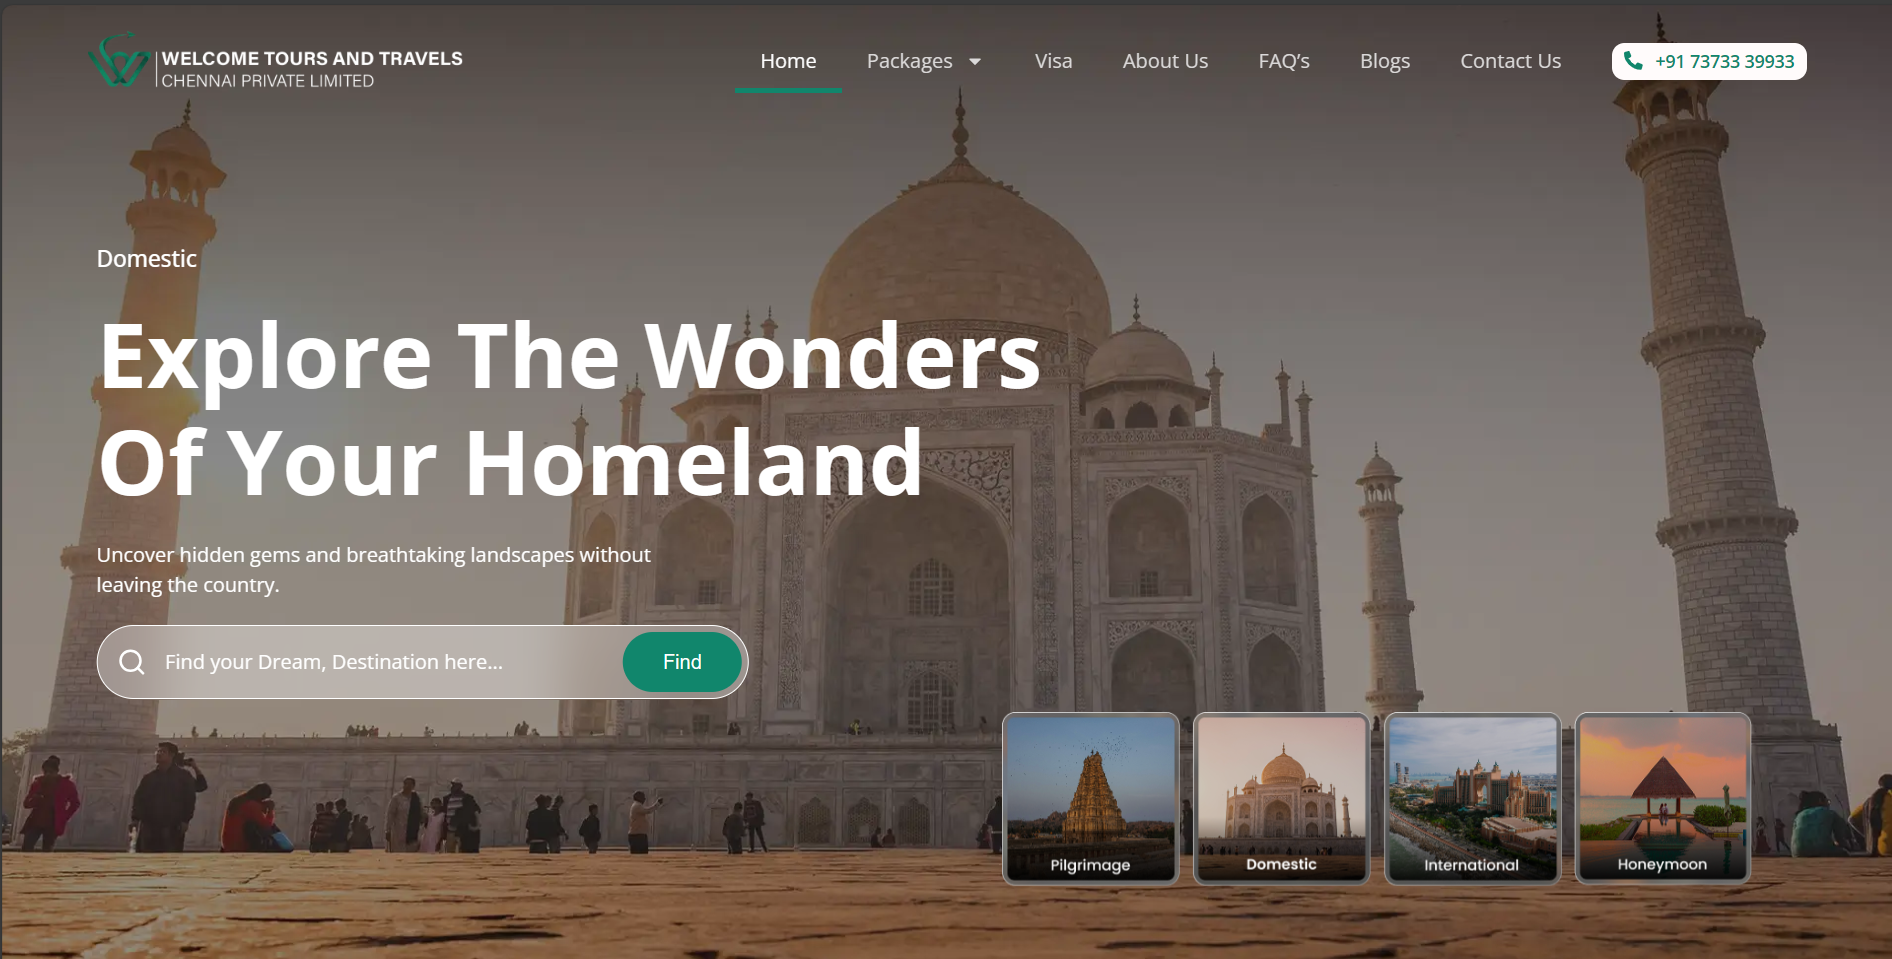 WELCOME TOURS AND TRAVELS
CHENNAI PRIVATE LIMITED
Home
Packages
Visa
About Us
FAQ's
Blogs
Contact Us
+91 73733 39933
Domestic
Explore The Wonders
Of Your Homeland
Uncover hidden gems and breathtaking landscapes without
leaving the country.
Find your Dream, Destination here...
Find
Pilgrimage
Domestic
International
Honeymoon